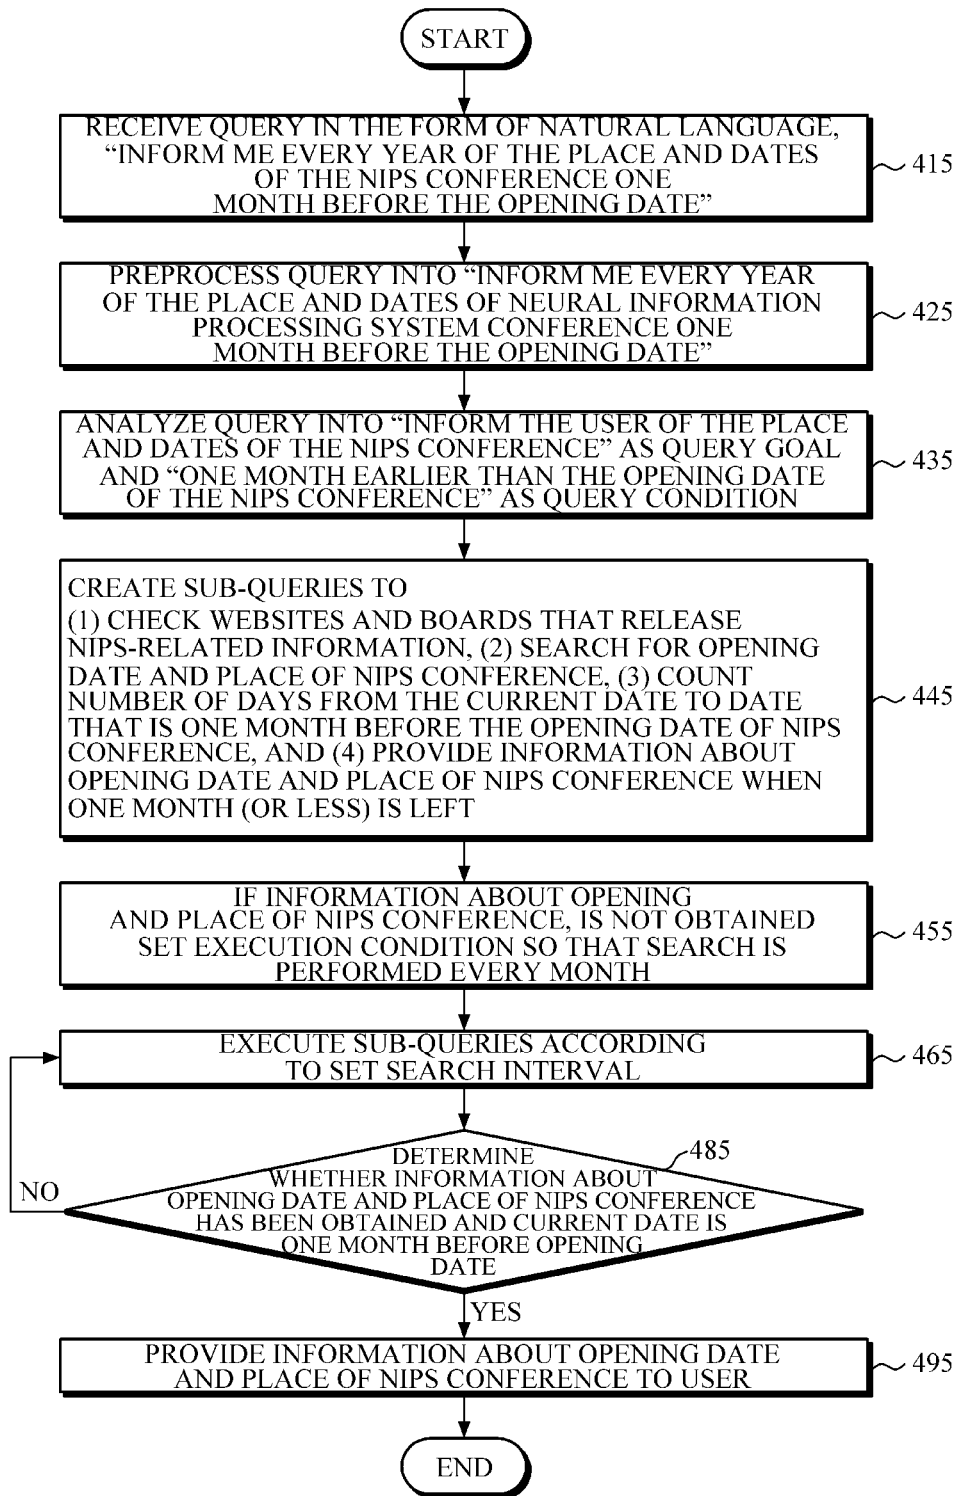 START
RECEIVE QUERY IN THE FORM OF NATURAL LANGUAGE,
“INFORM ME EVERY YEAR OF THE PLACE AND DATES
OF THE NIPS CONFERENCE ONE
MONTH BEFORE THE OPENING DATE”
415
PREPROCESS QUERY INTO “INFORM ME EVERY YEAR
OF THE PLACE AND DATES OF NEURAL INFORMATION
PROCESSING SYSTEM CONFERENCE ONE
MONTH BEFORE THE OPENING DATE”
425
ANALYZE QUERY INTO “INFORM THE USER OF THE PLACE
AND DATES OF THE NIPS CONFERENCE” AS QUERY GOAL
AND “ONE MONTH EARLIER THAN THE OPENING DATE
OF THE NIPS CONFERENCE” AS QUERY CONDITION
435
CREATE SUB-QUERIES TO
(1) CHECK WEBSITES AND BOARDS THAT RELEASE
NIPS-RELATED INFORMATION, (2) SEARCH FOR OPENING
DATE AND PLACE OF NIPS CONFERENCE, (3) COUNT
NUMBER OF DAYS FROM THE CURRENT DATE TO DATE
THAT IS ONE MONTH BEFORE THE OPENING DATE OF NIPS
CONFERENCE, AND (4) PROVIDE INFORMATION ABOUT
OPENING DATE AND PLACE OF NIPS CONFERENCE WHEN
ONE MONTH (OR LESS) IS LEFT
445
IF INFORMATION ABOUT OPENING
AND PLACE OF NIPS CONFERENCE, IS NOT OBTAINED
SET EXECUTION CONDITION SO THAT SEARCH IS
PERFORMED EVERY MONTH
455
EXECUTE SUB-QUERIES ACCORDING
TO SET SEARCH INTERVAL
465
485
DETERMINE
WHETHER INFORMATION ABOUT
OPENING DATE AND PLACE OF NIPS CONFERENCE
HAS BEEN OBTAINED AND CURRENT DATE IS
ONE MONTH BEFORE OPENING
DATE
NO
YES
PROVIDE INFORMATION ABOUT OPENING DATE
AND PLACE OF NIPS CONFERENCE TO USER
495
END